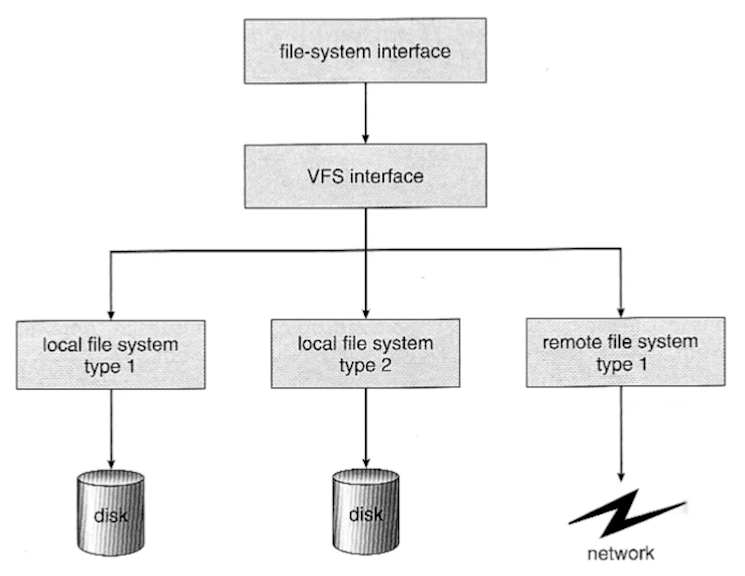 file-system interface
VFS interface
local file system
type 1
local file system
type 2
remote file system
type 1
disk
disk
network